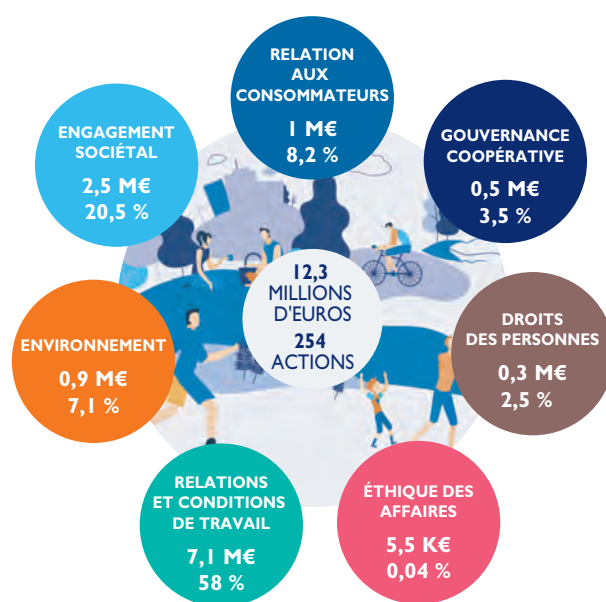 RELATION
AUX
CONSOMMATEURS
1 M€
8,2 %
GOUVERNANCE
COOPÉRATIVE
0,5 M€
3,5 %
DROITS
DES PERSONNES
0,3 M€
2,5 %
ÉTHIQUE DES
AFFAIRES
5,5 K€
0,04 %
RELATIONS
ET CONDITIONS
DE TRAVAIL
7,1 M€
58 %
ENVIRONNEMENT
0,9 M€
7,1 %
ENGAGEMENT
SOCIÉTAL
2,5 M€
20,5 %
12,3
MILLIONS
D'EUROS
254
ACTIONS